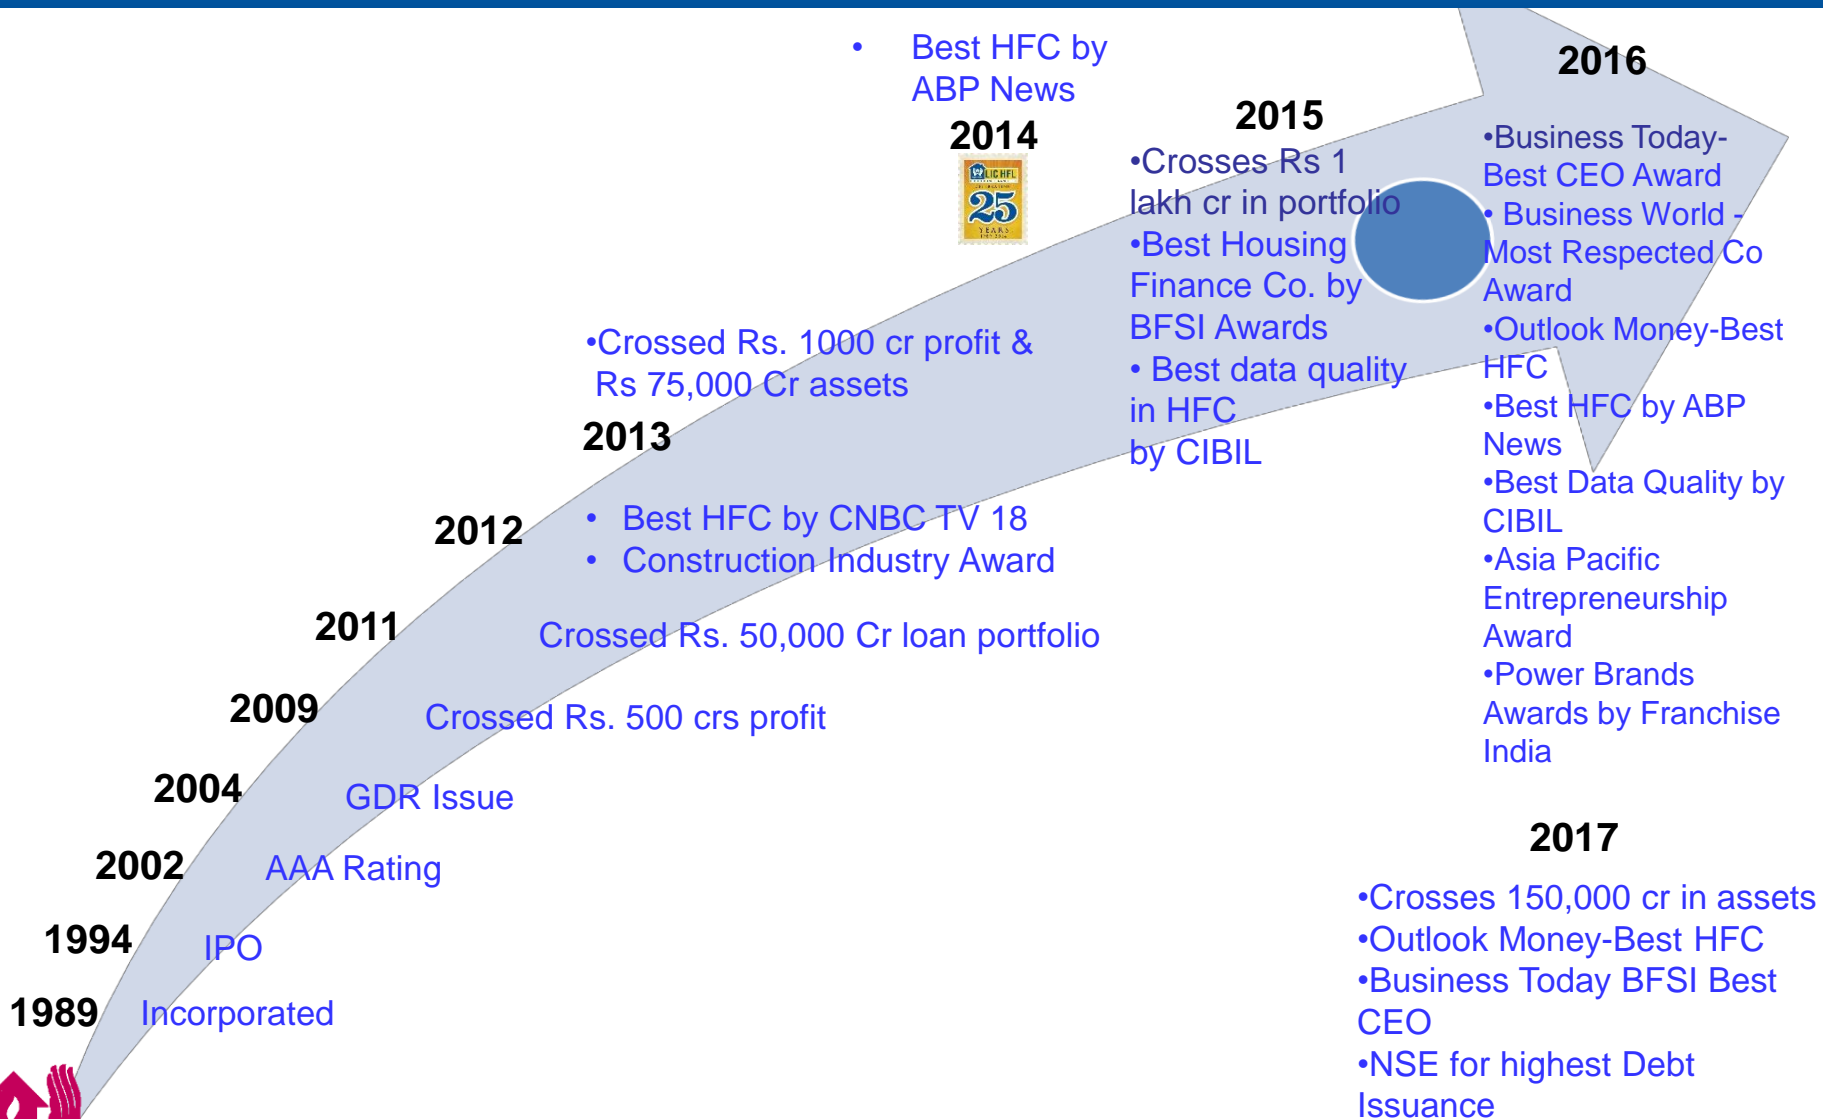 • Best HFC by
ABP News
2014
LIC HFL
25
YEARS
2015
•Crosses Rs 1
lakh cr in portfolio
•Best Housing
Finance Co. by
BFSI Awards
• Best data quality
in HFC
by CIBIL
2016
•Business Today-
Best CEO Award
• Business World -
Most Respected Co
Award
•Outlook Money-Best
HFC
•Best HFC by ABP
News
•Best Data Quality by
CIBIL
•Asia Pacific
Entrepreneurship
Award
•Power Brands
Awards by Franchise
India
•Crossed Rs. 1000 cr profit &
Rs 75,000 Cr assets
2013
2012
• Best HFC by CNBC TV 18
• Construction Industry Award
2011
Crossed Rs. 50,000 Cr loan portfolio
2009
Crossed Rs. 500 crs profit
2004
GDR Issue
2002
AAA Rating
1994
IPO
1989
Incorporated
2017
•Crosses 150,000 cr in assets
•Outlook Money-Best HFC
•Business Today BFSI Best
CEO
•NSE for highest Debt
Issuance